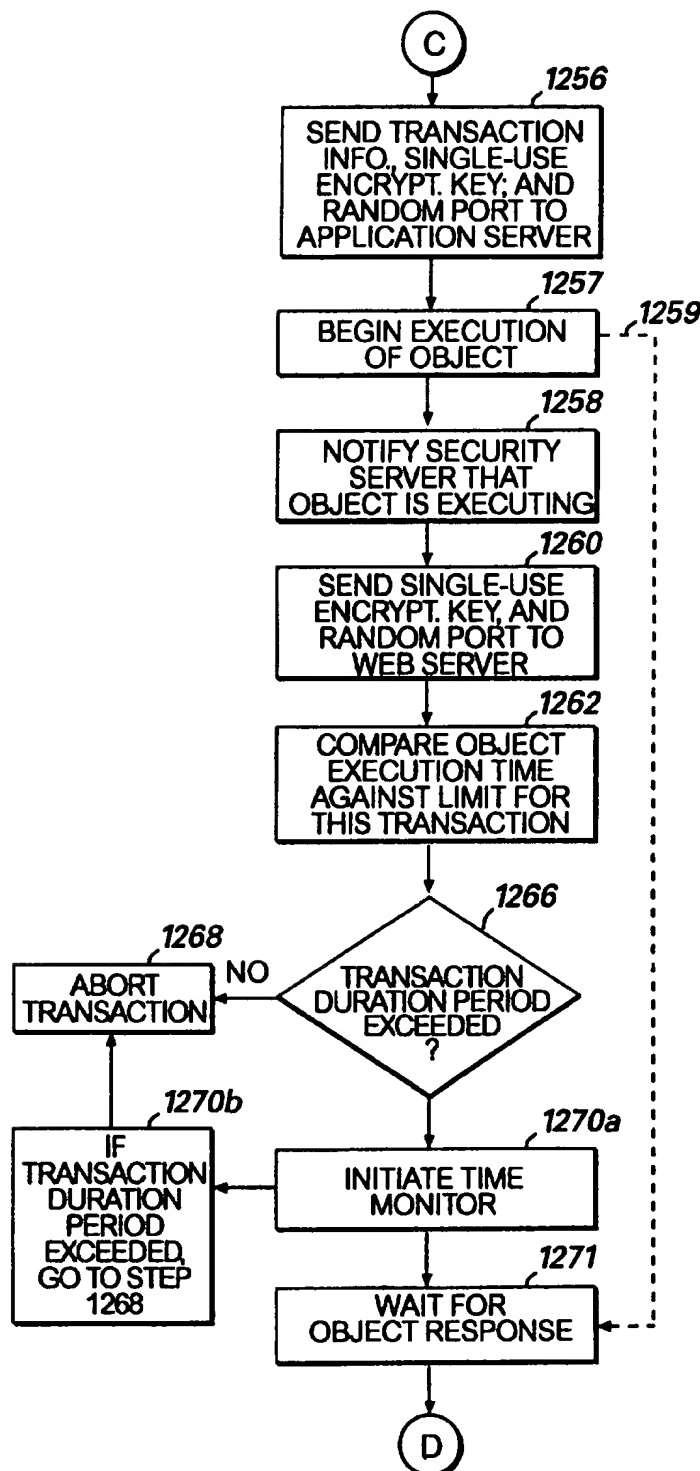 C
1256
SEND TRANSACTION
INFO., SINGLE-USE
ENCRYPT. KEY; AND
RANDOM PORT TO
APPLICATION SERVER
1257
BEGIN EXECUTION
OF OBJECT
1259
1258
NOTIFY SECURITY
SERVER THAT
OBJECT IS EXECUTING
1260
SEND SINGLE-USE
ENCRYPT. KEY, AND
RANDOM PORT TO
WEB SERVER
1262
COMPARE OBJECT
EXECUTION TIME
AGAINST LIMIT FOR
THIS TRANSACTION
1266
TRANSACTION
DURATION PERIOD
EXCEEDED
?
NO
1268
ABORT
TRANSACTION
1270b
IF
TRANSACTION
DURATION
PERIOD
EXCEEDED,
GO TO STEP
1268
1270a
INITIATE TIME
MONITOR
1271
WAIT FOR
OBJECT RESPONSE
D